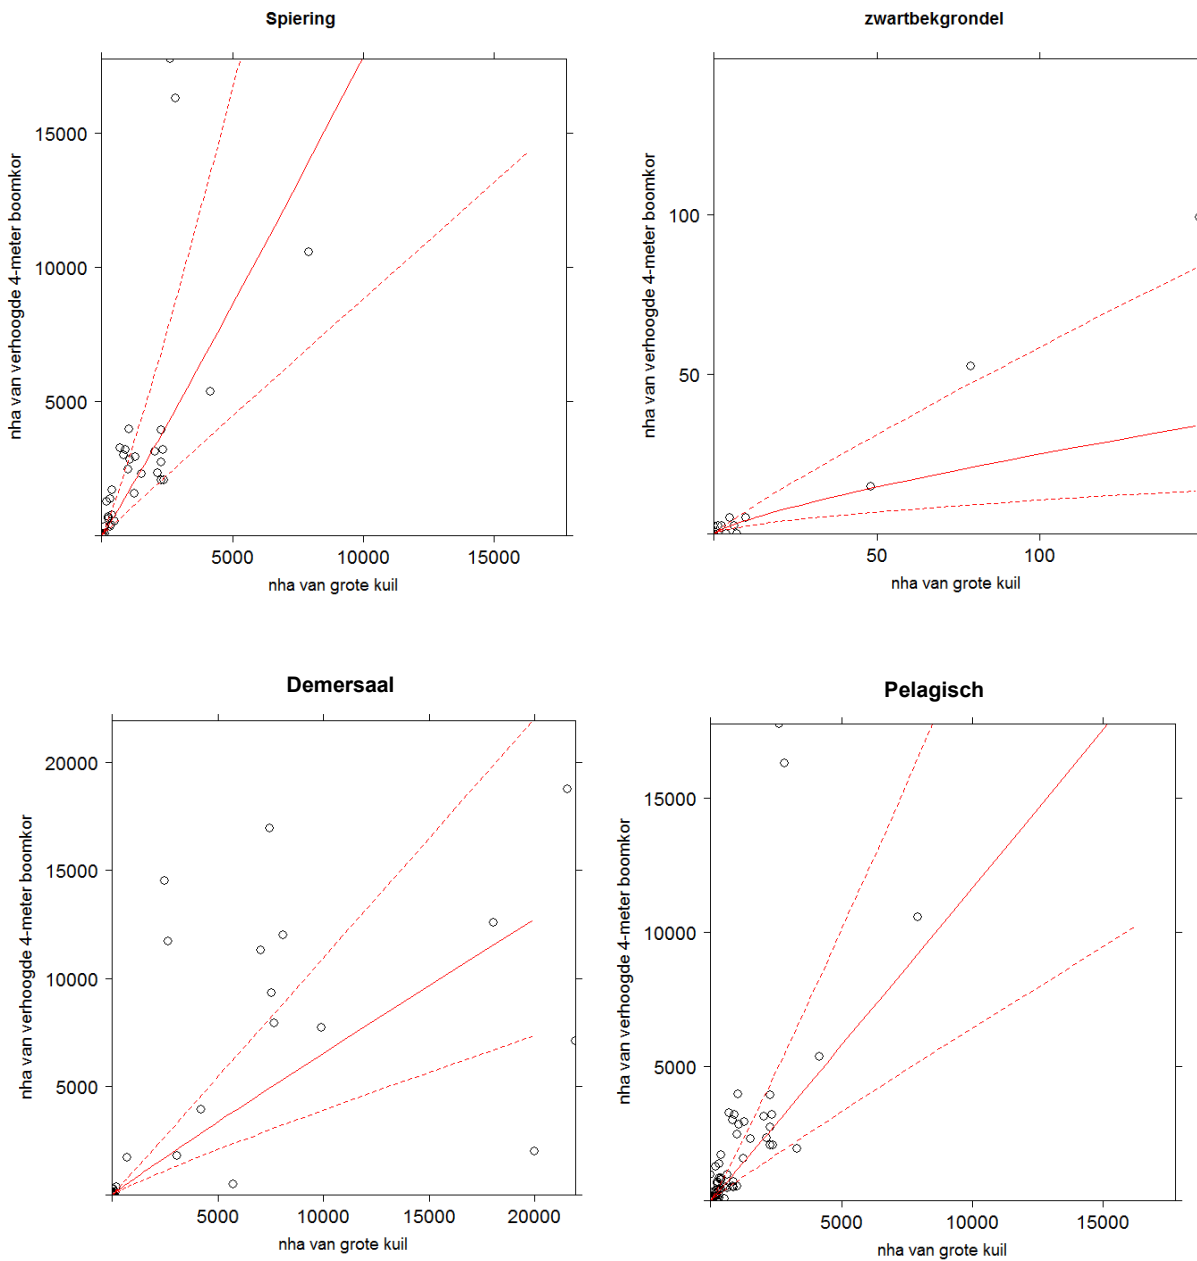 Spiering
nha van verhoogde 4-meter boomkor
15000
10000
5000
5000 10000 15000
nha van grote kuil
zwartbekgrondel
nha van verhoogde 4-meter boomkor
100
50
50 100
nha van grote kuil
Demersaal
nha van verhoogde 4-meter boomkor
20000
15000
10000
5000
5000 10000 15000 20000
nha van grote kuil
Pelagisch
nha van verhoogde 4-meter boomkor
15000
10000
5000
5000 10000 15000
nha van grote kuil